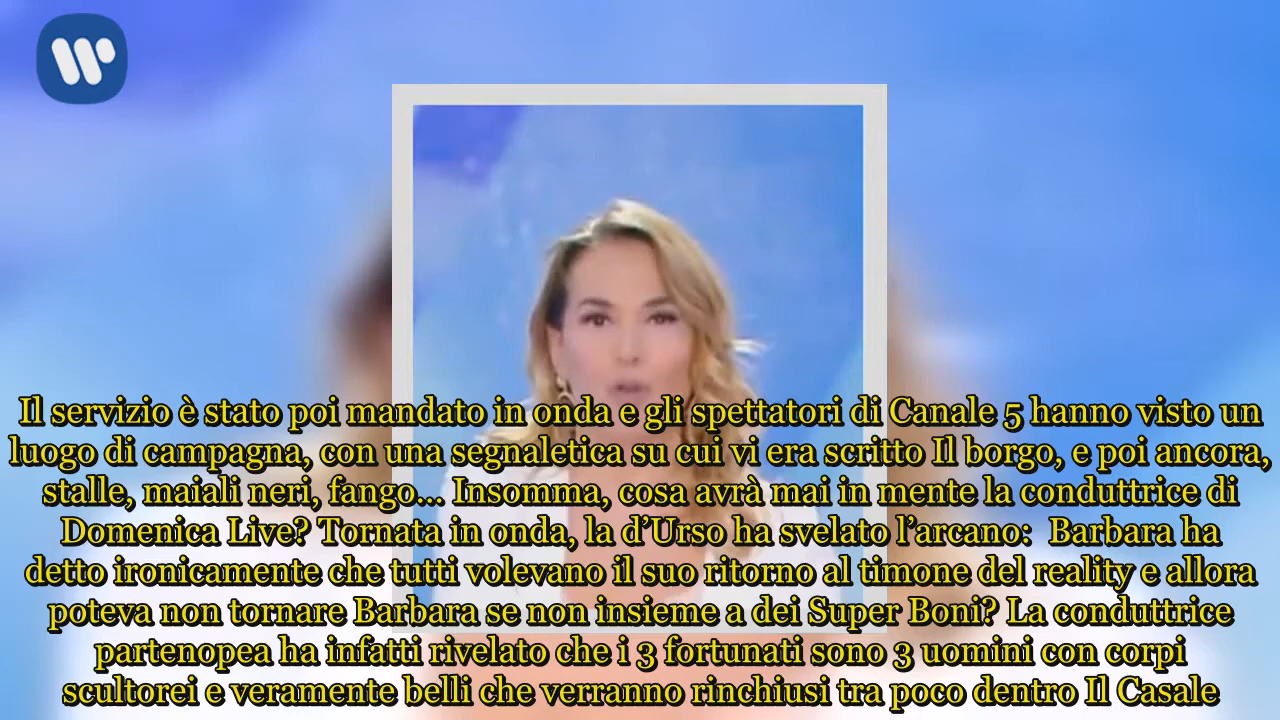 Il servizio è stato poi mandato in onda e gli spettatori di Canale 5 hanno visto un
luogo di campagna, con una segnaletica su cui vi era scritto Il borgo, e poi ancora,
stalle, maiali neri, fango... Insomma, cosa avrà mai in mente la conduttrice di
Domenica Live? Tornata in onda, la d’Urso ha svelato l’arcano:  Barbara ha
detto ironicamente che tutti volevano il suo ritorno al timone del reality e allora
poteva non tornare Barbara se non insieme a dei Super Boni? La conduttrice
partenopea ha infatti rivelato che i 3 fortunati sono 3 uomini con corpi
scultorei e veramente belli che verranno rinchiusi tra poco dentro Il Casale